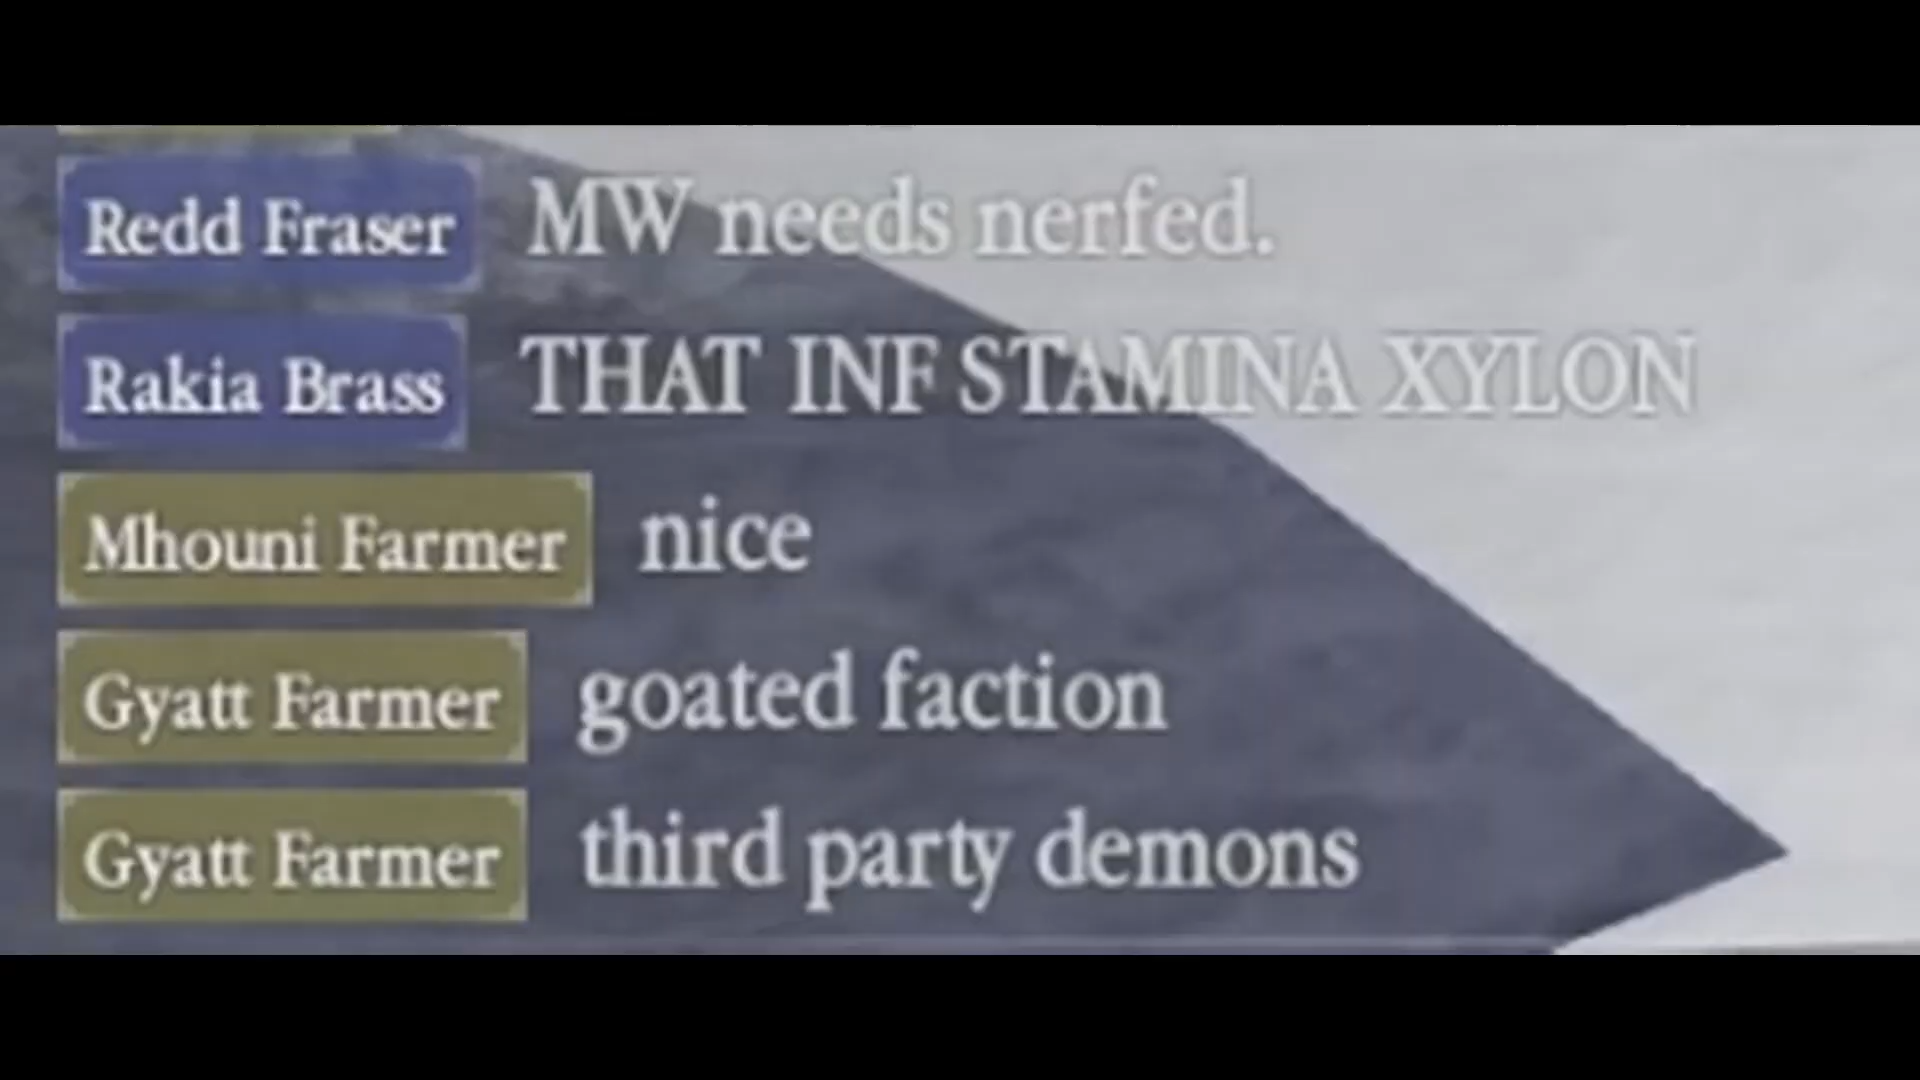 Redd Fraser MW needs nerfed.
Rakia Brass THAT INF STAMINA XYLON
Mhouni Farmer nice
Gyatt Farmer goated faction
Gyatt Farmer third party demons